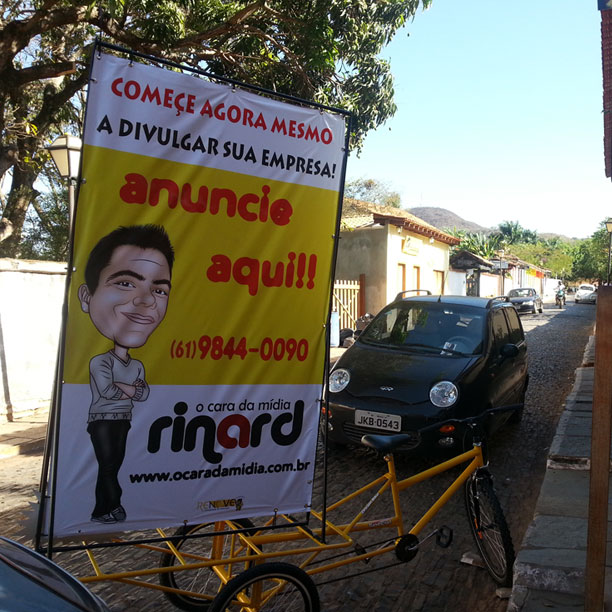 COMEÇE AGORA MESMO
A DIVULGAR SUA EMPRESA!
anuncie
aqui!!
(61) 9844-0090
o cara da mídia
rinard
www.ocaradamidia.com.br
JKB-0543